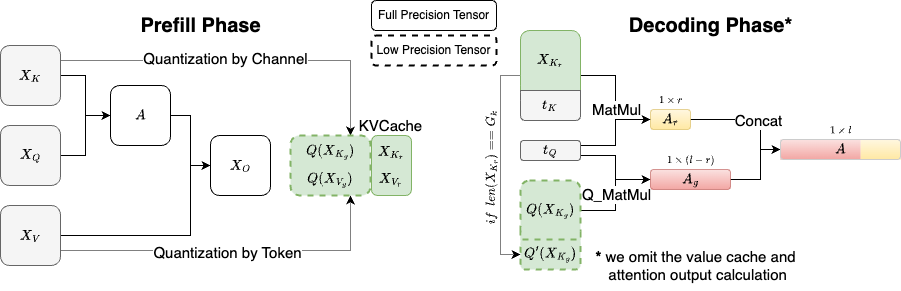 Prefill Phase
Full Precision Tensor
Low Precision Tensor
Decoding Phase*
X_K
X_Q
X_V
A
X_O
Quantization by Channel
Quantization by Token
KVCache
Q(X_{K_g})
X_{K_r}
Q(X_{V_g})
X_{V_r}
X_{K_r}
t_K
t_Q
if len(X_{K_r}) == G_k
MatMul
Q_MatMul
1 × r
A_r
1 × (l − r)
A_g
Concat
1 × l
A
Q(X_{K_g})
Q'(X_{K_g})
* we omit the value cache and
attention output calculation